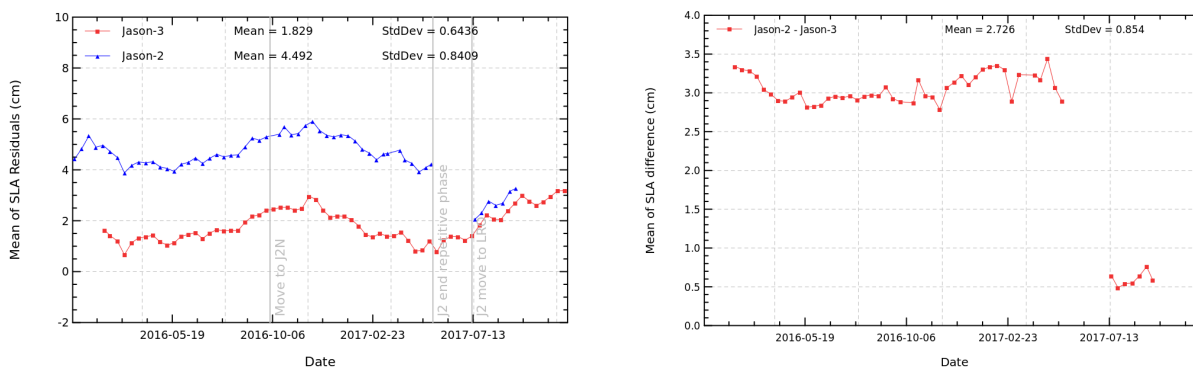 10
8
6
4
2
0
-2
Mean of SLA Residuals (cm)
Jason-3 Mean = 1.829 StdDev = 0.6436
Jason-2 Mean = 4.492 StdDev = 0.8409
Move to J2N
J2 end repetitive phase
J2 move to LRO
2016-05-19 2016-10-06 2017-02-23 2017-07-13
Date
4.0
3.5
3.0
2.5
2.0
1.5
1.0
0.5
0.0
Mean of SLA difference (cm)
Jason-2 - Jason-3 Mean = 2.726 StdDev = 0.854
2016-05-19 2016-10-06 2017-02-23 2017-07-13
Date